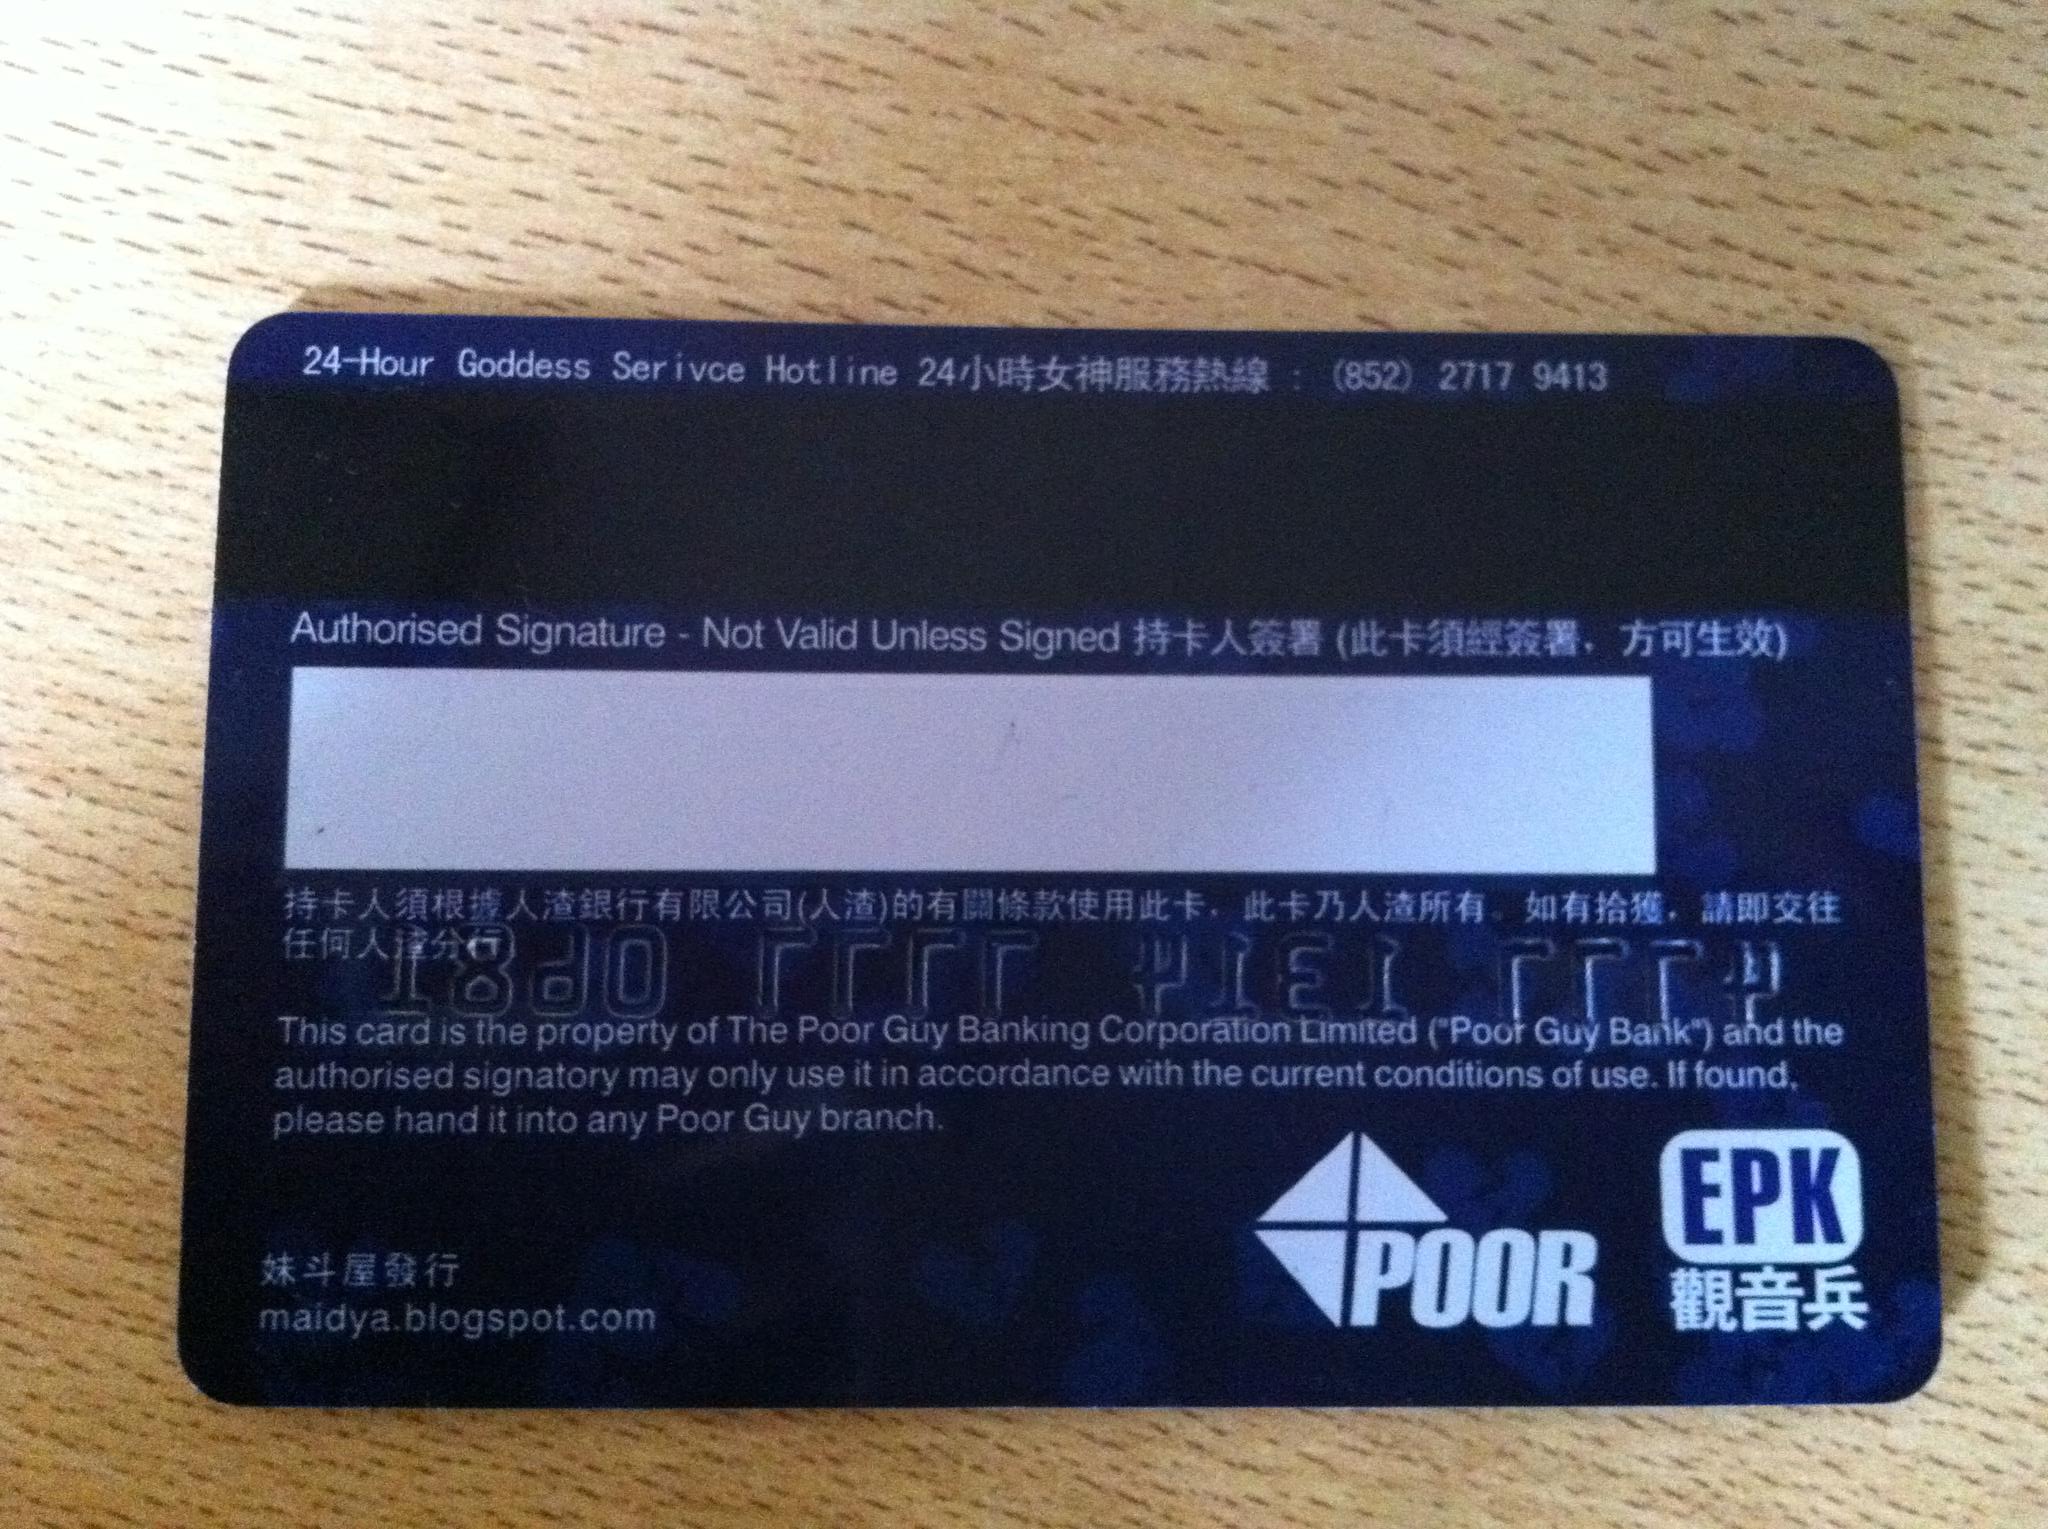 24-Hour Goddess Serivce Hotline 24小時女神服務熱線 : (852) 2717 9413
Authorised Signature - Not Valid Unless Signed 持卡人簽署 (此卡須經簽署，方可生效)
持卡人須根據人渣銀行有限公司(人渣)的有關條款使用此卡，此卡乃人渣所有。如有拾獲，請即交往
任何人渣分行
This card is the property of The Poor Guy Banking Corporation Limited ("Poor Guy Bank") and the
authorised signatory may only use it in accordance with the current conditions of use. If found,
please hand it into any Poor Guy branch.
POOR
EPK
觀音兵
妹斗屋發行
maidya.blogspot.com